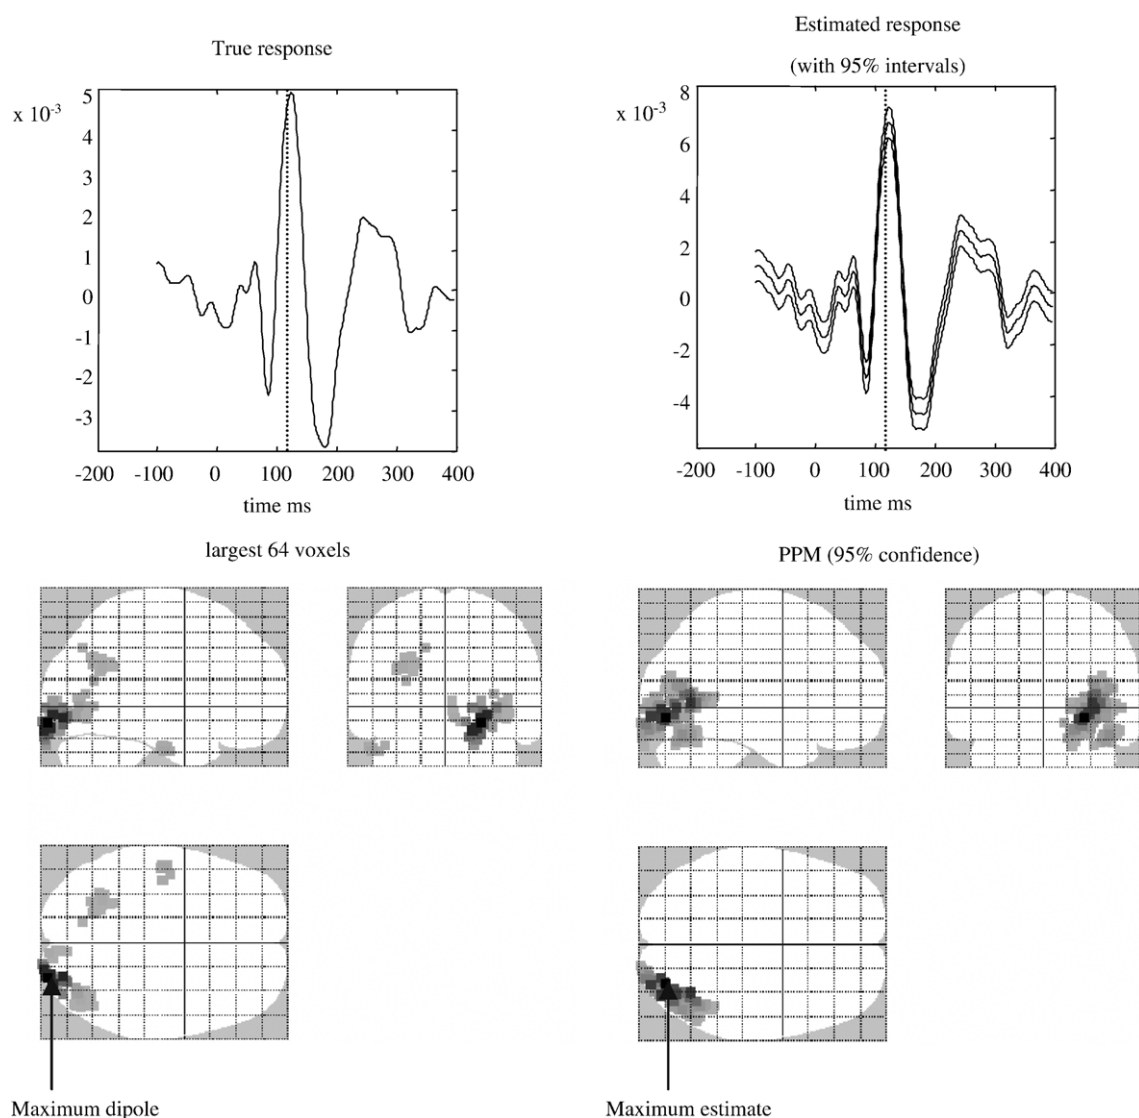 True response
x 10-3
5
4
3
2
1
0
-1
-2
-3
-200 -100 0 100 200 300 400
time ms
Estimated response
(with 95% intervals)
x 10-3
8
6
4
2
0
-2
-4
-200 -100 0 100 200 300 400
time ms
largest 64 voxels
PPM (95% confidence)
Maximum dipole
Maximum estimate